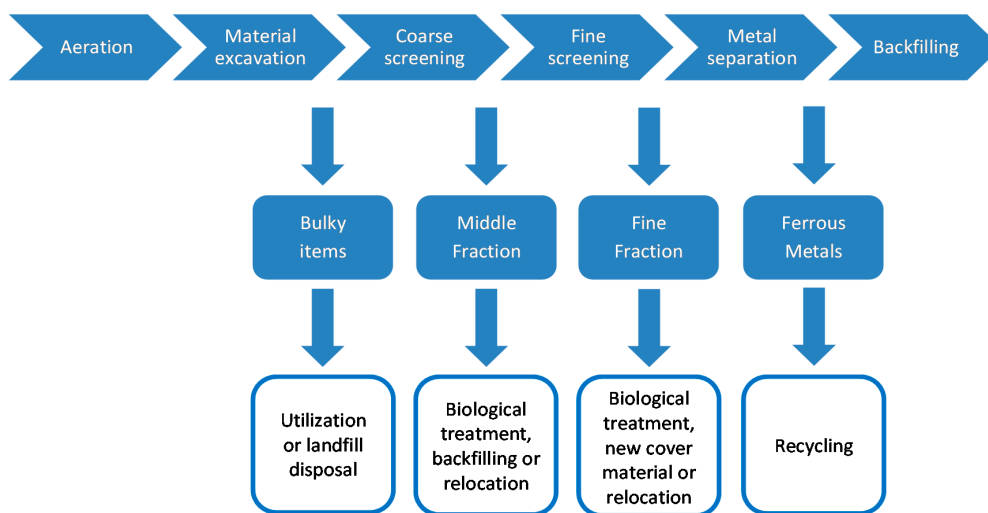 Aeration
Material
excavation
Coarse
screening
Fine
screening
Metal
separation
Backfilling
Bulky
items
Middle
Fraction
Fine
Fraction
Ferrous
Metals
Utilization
or landfill
disposal
Biological
treatment,
backfilling or
relocation
Biological
treatment,
new cover
material or
relocation
Recycling